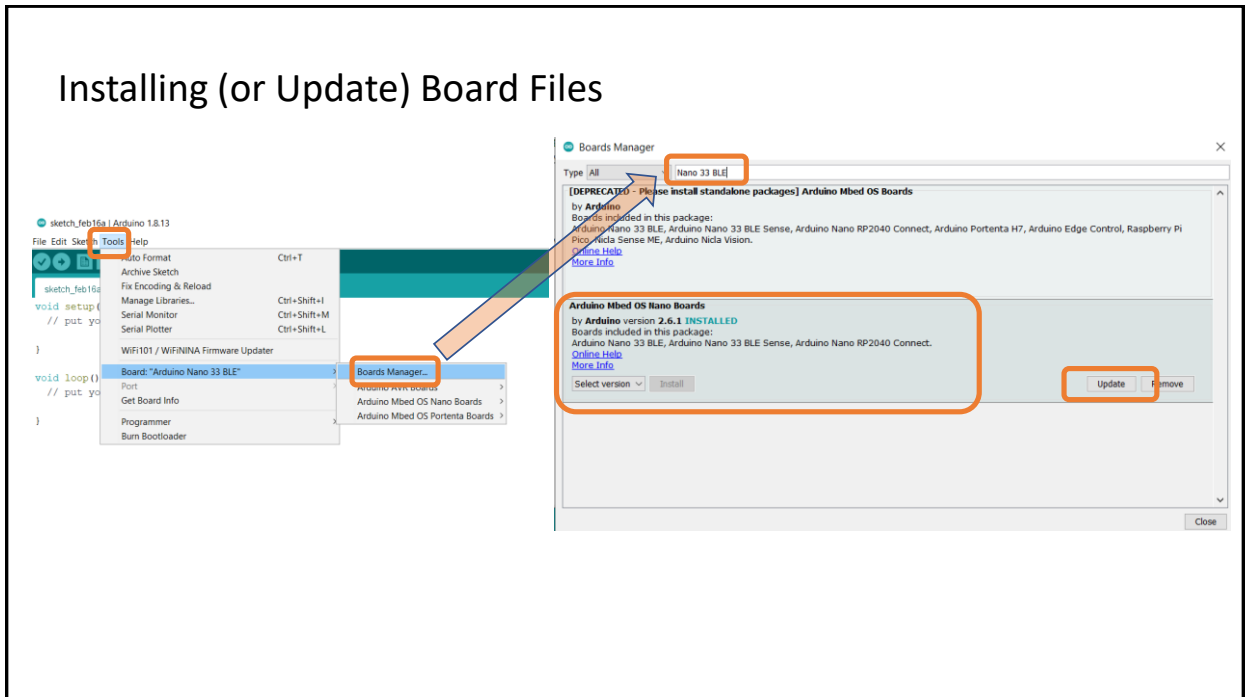 Installing (or Update) Board Files
sketch_feb16a | Arduino 1.8.13
File Edit Sketch Tools Help
sketch_feb16a
void setup(
// put yo
}
void loop()
// put yo
}
Auto Format Ctrl+T
Archive Sketch
Fix Encoding & Reload
Manage Libraries... Ctrl+Shift+I
Serial Monitor Ctrl+Shift+M
Serial Plotter Ctrl+Shift+L
WiFi101 / WiFiNINA Firmware Updater
Board: "Arduino Nano 33 BLE"
Port
Get Board Info
Programmer
Burn Bootloader
Boards Manager...
Arduino AVR Boards
Arduino Mbed OS Nano Boards
Arduino Mbed OS Portenta Boards
Boards Manager
Type All Nano 33 BLE
[DEPRECATED - Please install standalone packages] Arduino Mbed OS Boards
by Arduino
Boards included in this package:
Arduino Nano 33 BLE, Arduino Nano 33 BLE Sense, Arduino Nano RP2040 Connect, Arduino Portenta H7, Arduino Edge Control, Raspberry Pi
Pico, Nicla Sense ME, Arduino Nicla Vision.
Online Help
More Info
Arduino Mbed OS Nano Boards
by Arduino version 2.6.1 INSTALLED
Boards included in this package:
Arduino Nano 33 BLE, Arduino Nano 33 BLE Sense, Arduino Nano RP2040 Connect.
Online Help
More Info
Select version Install Update Remove
Close